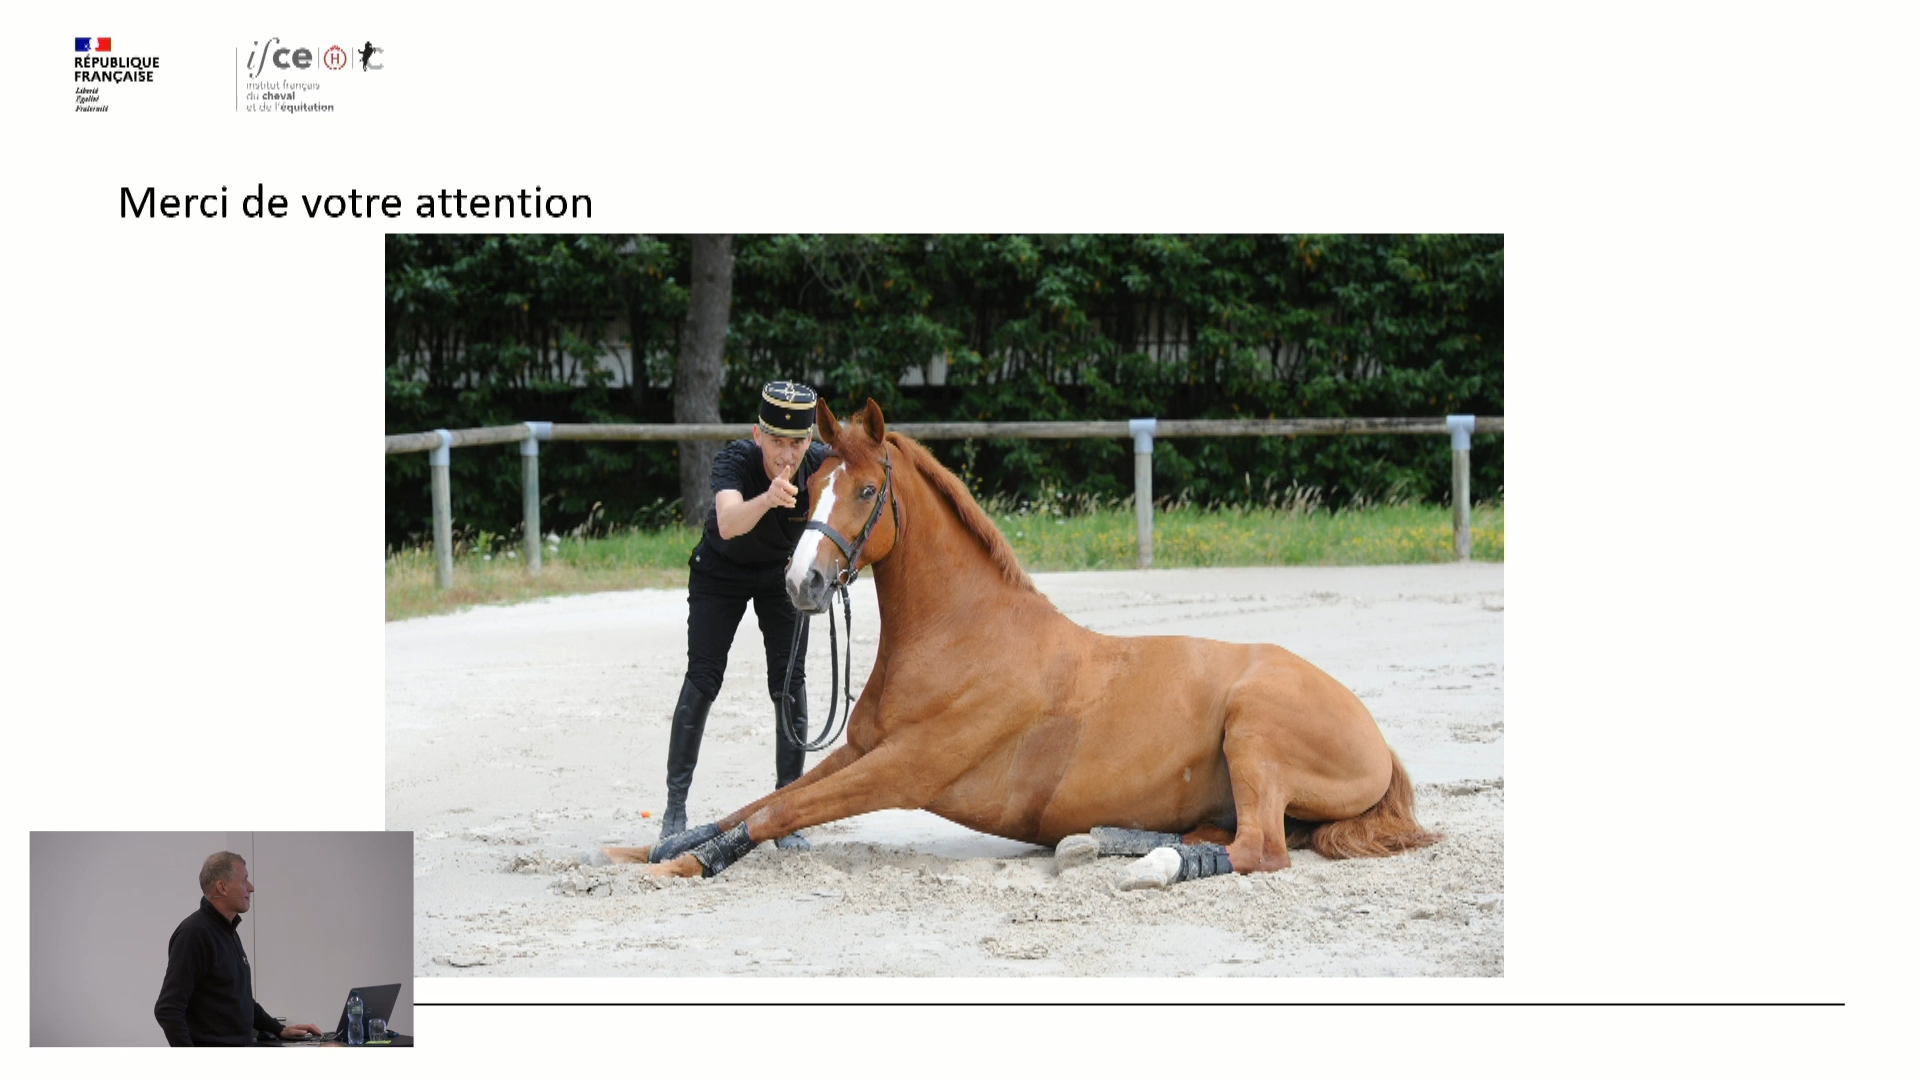 RÉPUBLIQUE
FRANÇAISE
Liberté
Égalité
Fraternité
ifce H
institut français
du cheval
et de l'équitation
Merci de votre attention